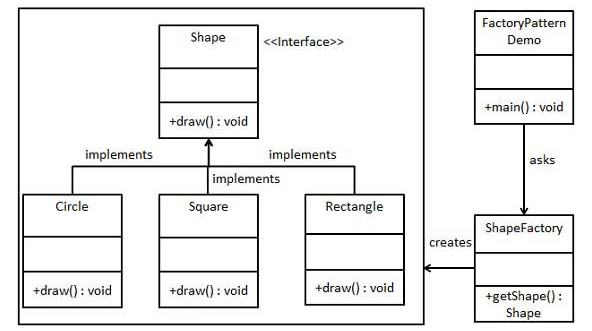 Shape
<<Interface>>
+draw() : void
FactoryPattern
Demo
+main() : void
implements
implements
implements
asks
Circle
+draw() : void
Square
+draw() : void
Rectangle
+draw() : void
creates
ShapeFactory
+getShape() :
Shape